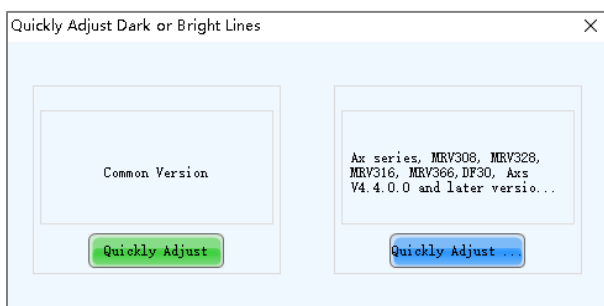 Quickly Adjust Dark or Bright Lines
Common Version
Quickly Adjust
Ax series, MRV308, MRV328,
MRV316, MRV366,DF30, Axs
V4.4.0.0 and later versio...
Quickly Adjust ...